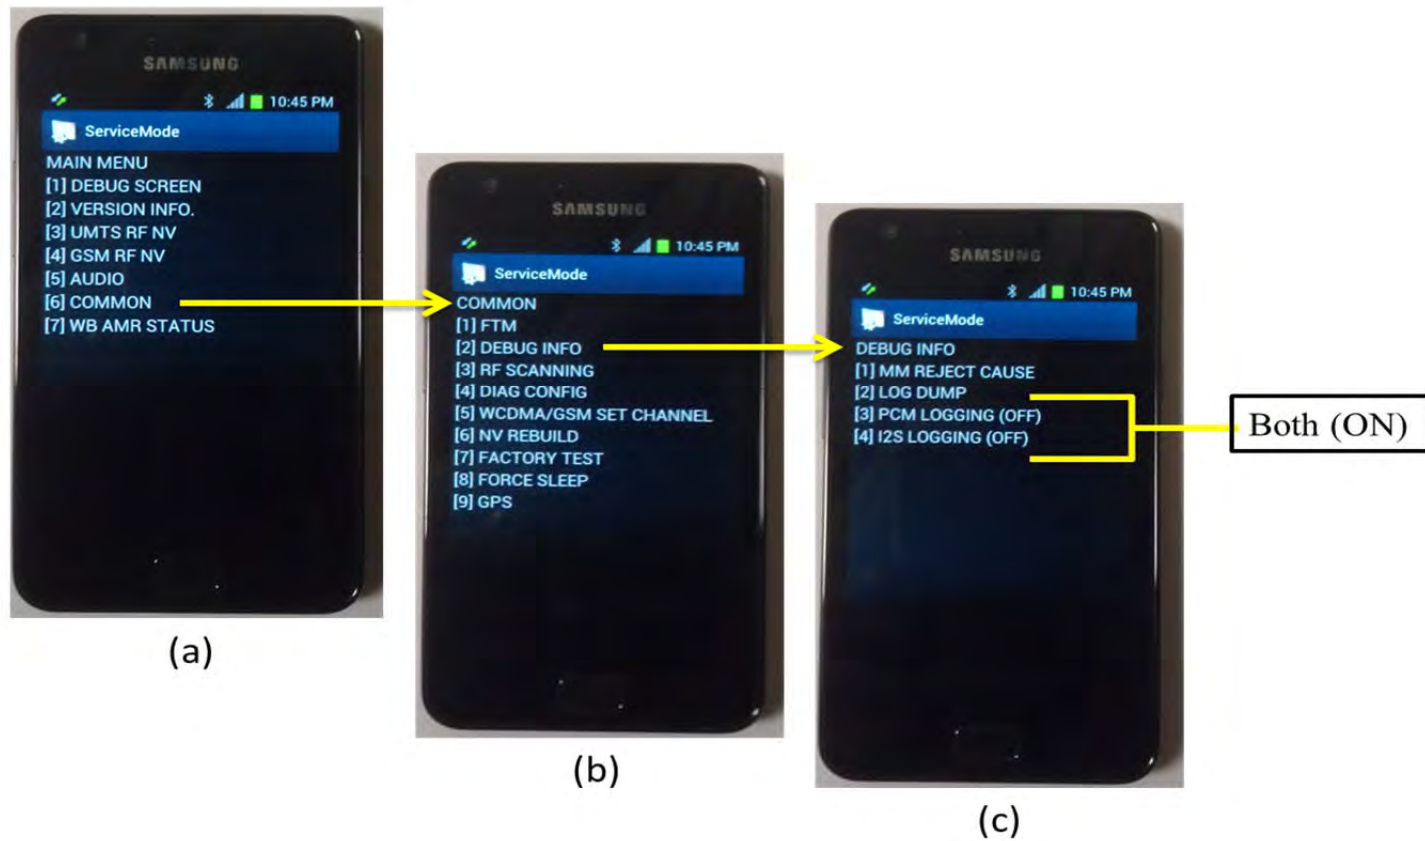 SAMSUNG
10:45 PM
ServiceMode
MAIN MENU
[1] DEBUG SCREEN
[2] VERSION INFO.
[3] UMTS RF NV
[4] GSM RF NV
[5] AUDIO
[6] COMMON
[7] WB AMR STATUS
(a)
SAMSUNG
10:45 PM
ServiceMode
COMMON
[1] FTM
[2] DEBUG INFO
[3] RF SCANNING
[4] DIAG CONFIG
[5] WCDMA/GSM SET CHANNEL
[6] NV REBUILD
[7] FACTORY TEST
[8] FORCE SLEEP
[9] GPS
(b)
SAMSUNG
10:45 PM
ServiceMode
DEBUG INFO
[1] MM REJECT CAUSE
[2] LOG DUMP
[3] PCM LOGGING (OFF)
[4] I2S LOGGING (OFF)
(c)
Both (ON)